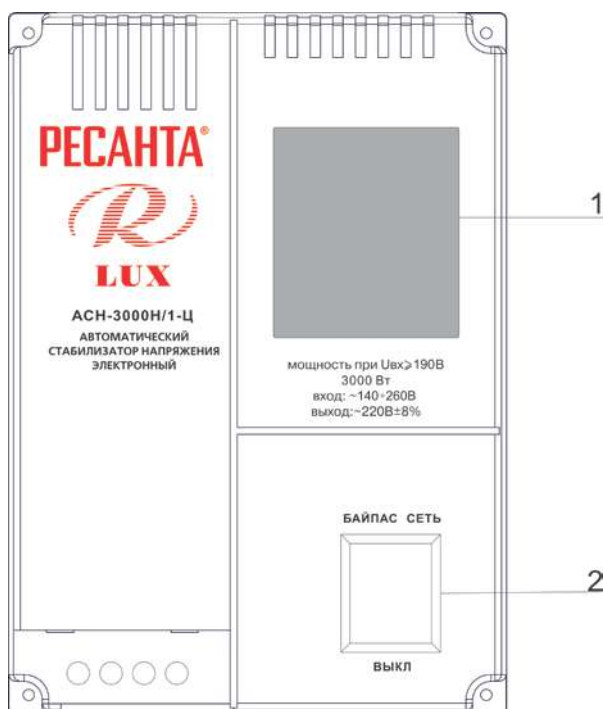 РЕСАНТА®
R
LUX
АСН-3000Н/1-Ц
АВТОМАТИЧЕСКИЙ
СТАБИЛИЗАТОР НАПРЯЖЕНИЯ
ЭЛЕКТРОННЫЙ
1
мощность при Uвх⩾190В
3000 Вт
вход: ~140÷260В
выход:~220В±8%
БАЙПАС СЕТЬ
2
ВЫКЛ